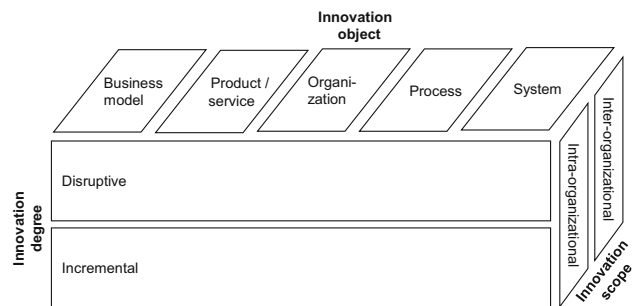 Innovation
object
Business
model
Product /
service
Organi-
zation
Process
System
Innovation
degree
Disruptive
Incremental
Intra-organizational
Inter-organizational
Innovation
scope